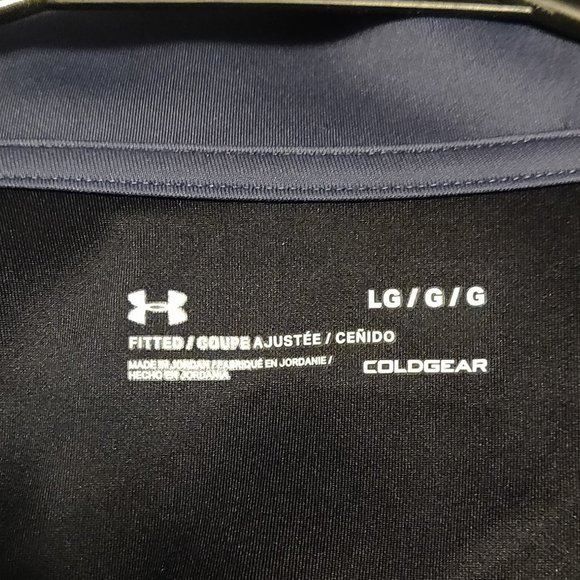 LG / G / G
FITTED / COUPE AJUSTÉE / CEÑIDO
MADE IN JORDAN / FABRIQUÉ EN JORDANIE /
HECHO EN JORDANIA
COLDGEAR